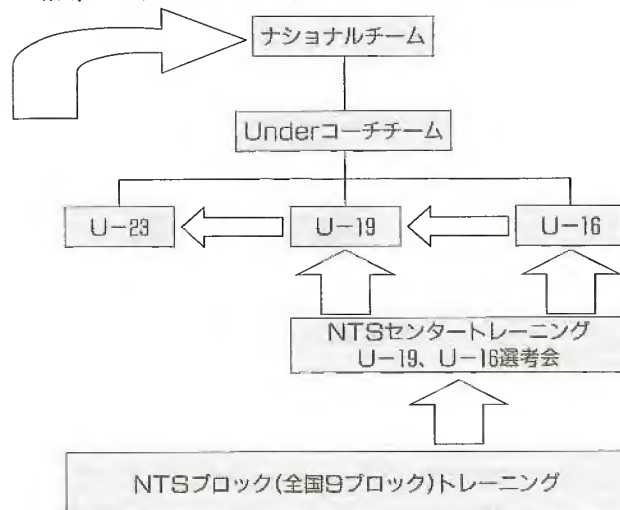 ナショナルチーム
Underコーチチーム
U−23
U−19
U−16
NTSセンタートレーニング
U−19、U−16選考会
NTSブロック(全国9ブロック)トレーニング